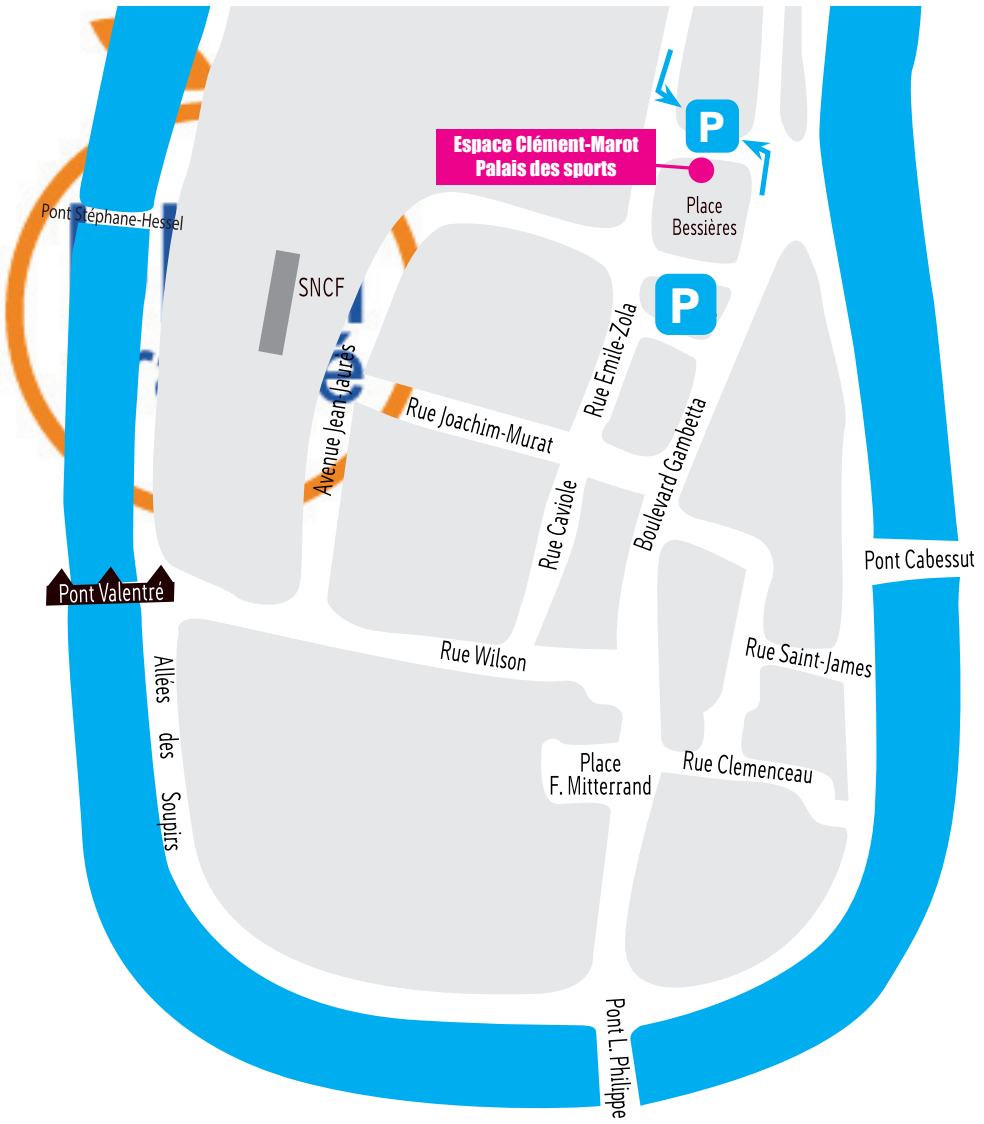 P
Espace Clément-Marot
Palais des sports
Place
Bessières
Pont Stéphane-Hessel
SNCF
P
Rue Emile-Zola
Avenue Jean-Jaurès
Rue Joachim-Murat
Boulevard Gambetta
Rue Caviole
Pont Cabessut
Pont Valentré
Rue Wilson
Rue Saint-James
Allées des Soupirs
Place
F. Mitterrand
Rue Clemenceau
Pont L. Philippe